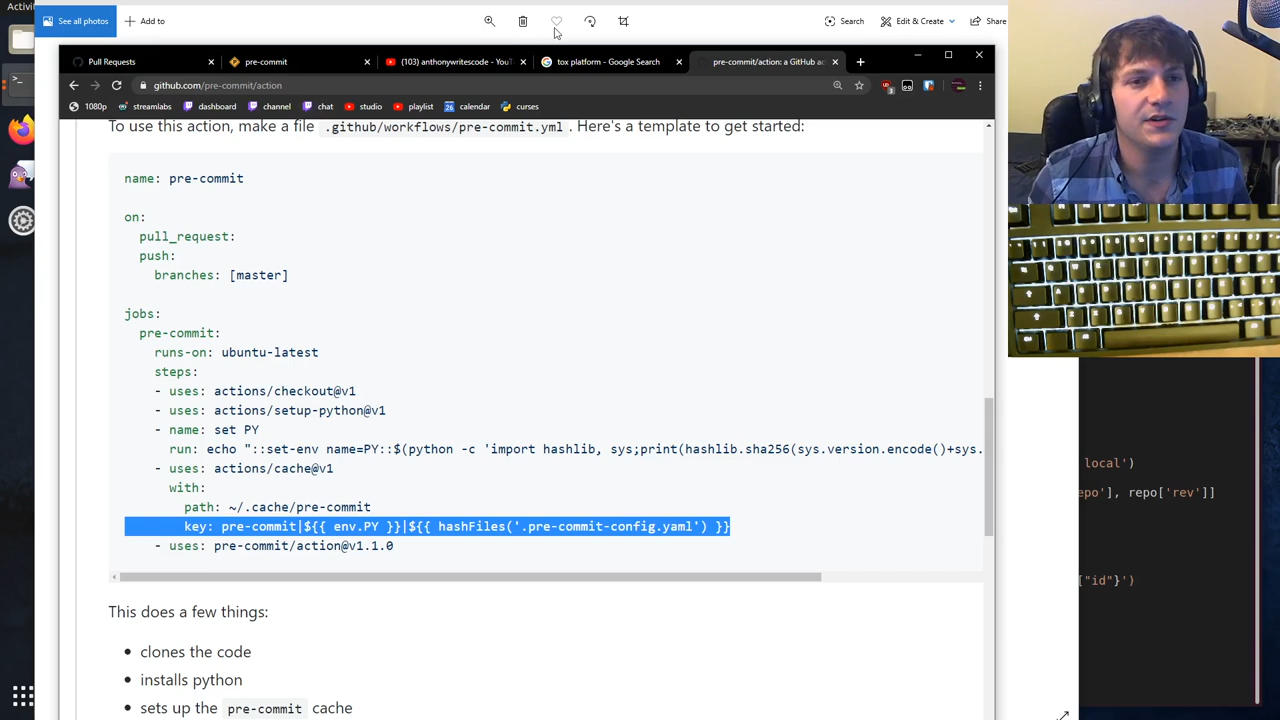 Activi
See all photos
Add to
Search
Edit & Create
Share
Pull Requests
pre-commit
(103) anthonywritescode - YouT
tox platform - Google Search
pre-commit/action: a GitHub ac
github.com/pre-commit/action
1080p
streamlabs
dashboard
channel
chat
studio
playlist
calendar
curses
To use this action, make a file .github/workflows/pre-commit.yml. Here's a template to get started:
name: pre-commit
on:
pull_request:
push:
branches: [master]
jobs:
pre-commit:
runs-on: ubuntu-latest
steps:
- uses: actions/checkout@v1
- uses: actions/setup-python@v1
- name: set PY
run: echo "::set-env name=PY::$(python -c 'import hashlib, sys;print(hashlib.sha256(sys.version.encode()+sys.
- uses: actions/cache@v1
with:
path: ~/.cache/pre-commit
key: pre-commit|${{ env.PY }}|${{ hashFiles('.pre-commit-config.yaml') }}
- uses: pre-commit/action@v1.1.0
This does a few things:
clones the code
installs python
sets up the pre-commit cache
local')
epo'], repo['rev']]
["id"}')